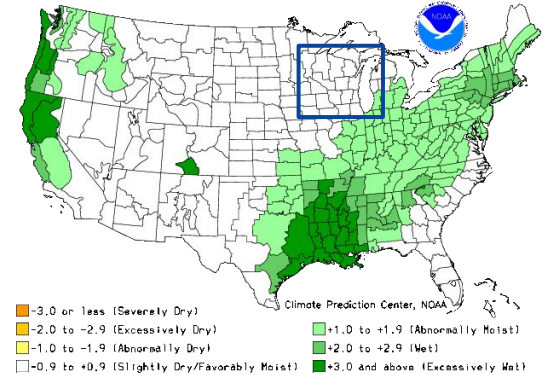 NOAA
Climate Prediction Center, NOAA
-3.0 or less (Severely Dry)
-2.0 to -2.9 (Excessively Dry)
-1.0 to -1.9 (Abnormally Dry)
-0.9 to +0.9 (Slightly Dry/Favorably Moist)
+1.0 to +1.9 (Abnormally Moist)
+2.0 to +2.9 (Wet)
+3.0 and above (Excessively Wet)